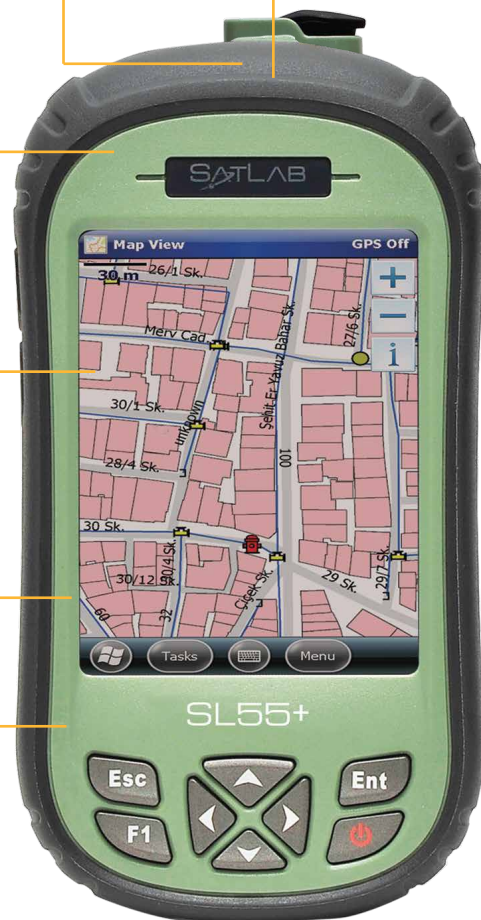 SATLAB
Map View GPS Off
30 m 26/1 Sk.
27/6 Sk.
+
Merv Cad.
−
Şehit Er Yavuz Bahar Sk.
i
30/1 Sk.
unknown
100
28/4 Sk.
30 Sk.
30/4 Sk.
30/12 Sk.
29 Sk.
29/7 Sk.
Çiçek Sk.
60
32
Tasks Menu
SL55+
Esc Ent
F1